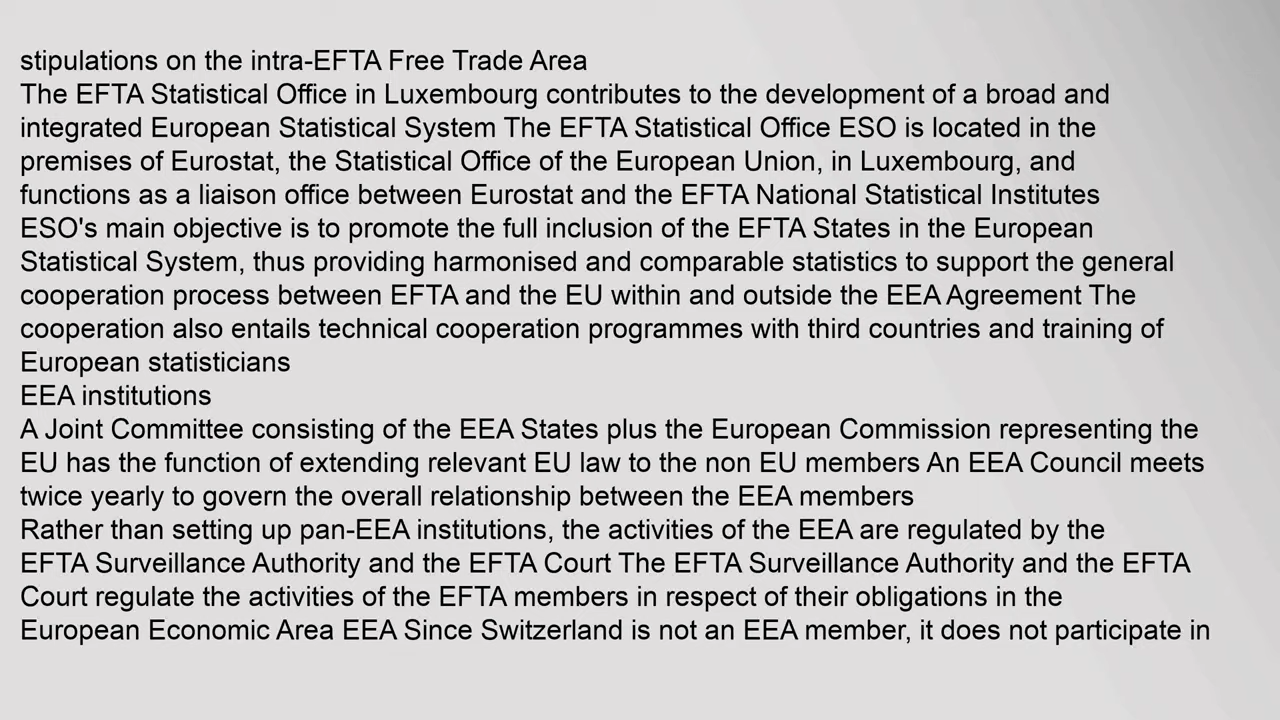 stipulations on the intra-EFTA Free Trade Area
The EFTA Statistical Office in Luxembourg contributes to the development of a broad and
integrated European Statistical System The EFTA Statistical Office ESO is located in the
premises of Eurostat, the Statistical Office of the European Union, in Luxembourg, and
functions as a liaison office between Eurostat and the EFTA National Statistical Institutes
ESO's main objective is to promote the full inclusion of the EFTA States in the European
Statistical System, thus providing harmonised and comparable statistics to support the general
cooperation process between EFTA and the EU within and outside the EEA Agreement The
cooperation also entails technical cooperation programmes with third countries and training of
European statisticians
EEA institutions
A Joint Committee consisting of the EEA States plus the European Commission representing the
EU has the function of extending relevant EU law to the non EU members An EEA Council meets
twice yearly to govern the overall relationship between the EEA members
Rather than setting up pan-EEA institutions, the activities of the EEA are regulated by the
EFTA Surveillance Authority and the EFTA Court The EFTA Surveillance Authority and the EFTA
Court regulate the activities of the EFTA members in respect of their obligations in the
European Economic Area EEA Since Switzerland is not an EEA member, it does not participate in